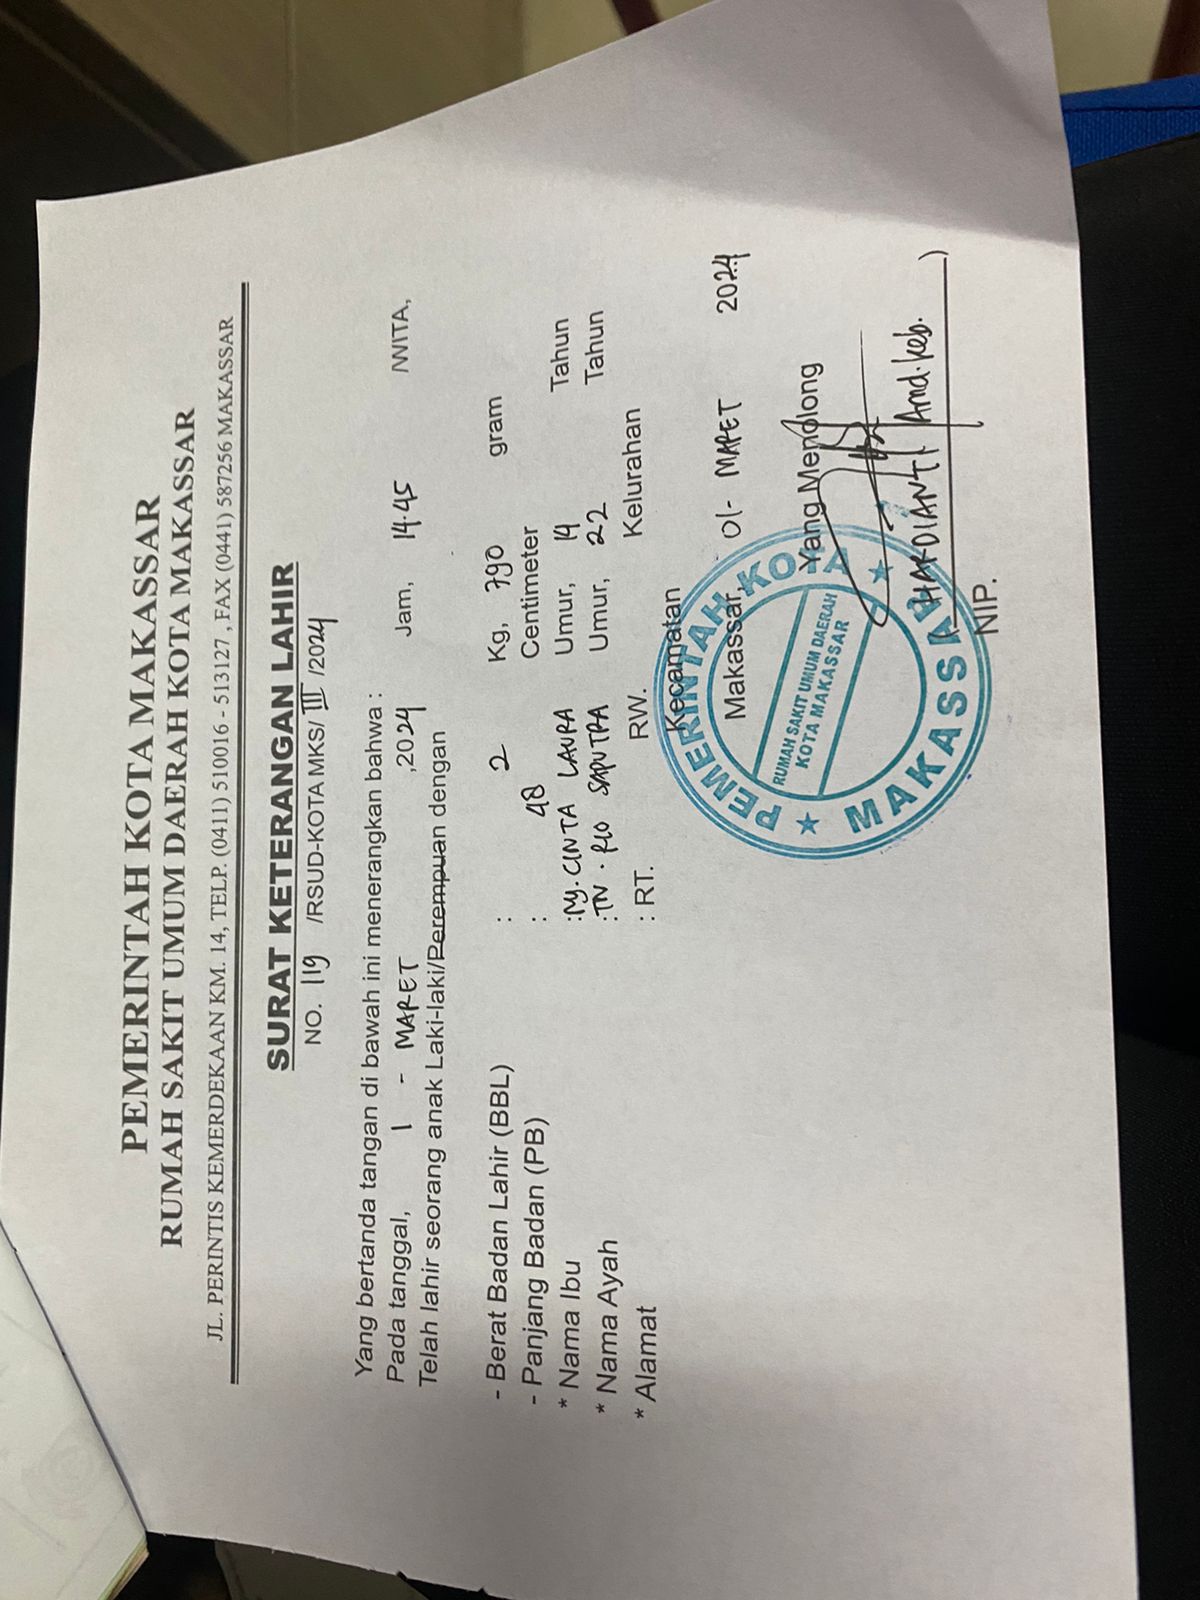 PEMERINTAH KOTA MAKASSAR
RUMAH SAKIT UMUM DAERAH KOTA MAKASSAR
JL. PERINTIS KEMERDEKAAN KM. 14, TELP. (0411) 510016 - 513127 , FAX (0441) 587256 MAKASSAR
SURAT KETERANGAN LAHIR
NO. 119 /RSUD-KOTA MKS/ III /2024
Yang bertanda tangan di bawah ini menerangkan bahwa :
Pada tanggal, 1 - MARET ,2024 Jam, 14.45 /WITA,
Telah lahir seorang anak Laki-laki/Perempuan dengan
- Berat Badan Lahir (BBL) : 2 Kg, 790 gram
- Panjang Badan (PB) : 48 Centimeter
* Nama Ibu : Ny. CINTA LAURA Umur, 14 Tahun
* Nama Ayah : TN . RIO SAPUTRA Umur, 22 Tahun
* Alamat : RT. RW. Kelurahan
Kecamatan
Makassar, 01 - MARET 2024
Yang Menolong
(HARDIANTI Amd.keb. )
NIP.
PEMERINTAH KOTA
RUMAH SAKIT UMUM DAERAH
KOTA MAKASSAR
MAKASSAR